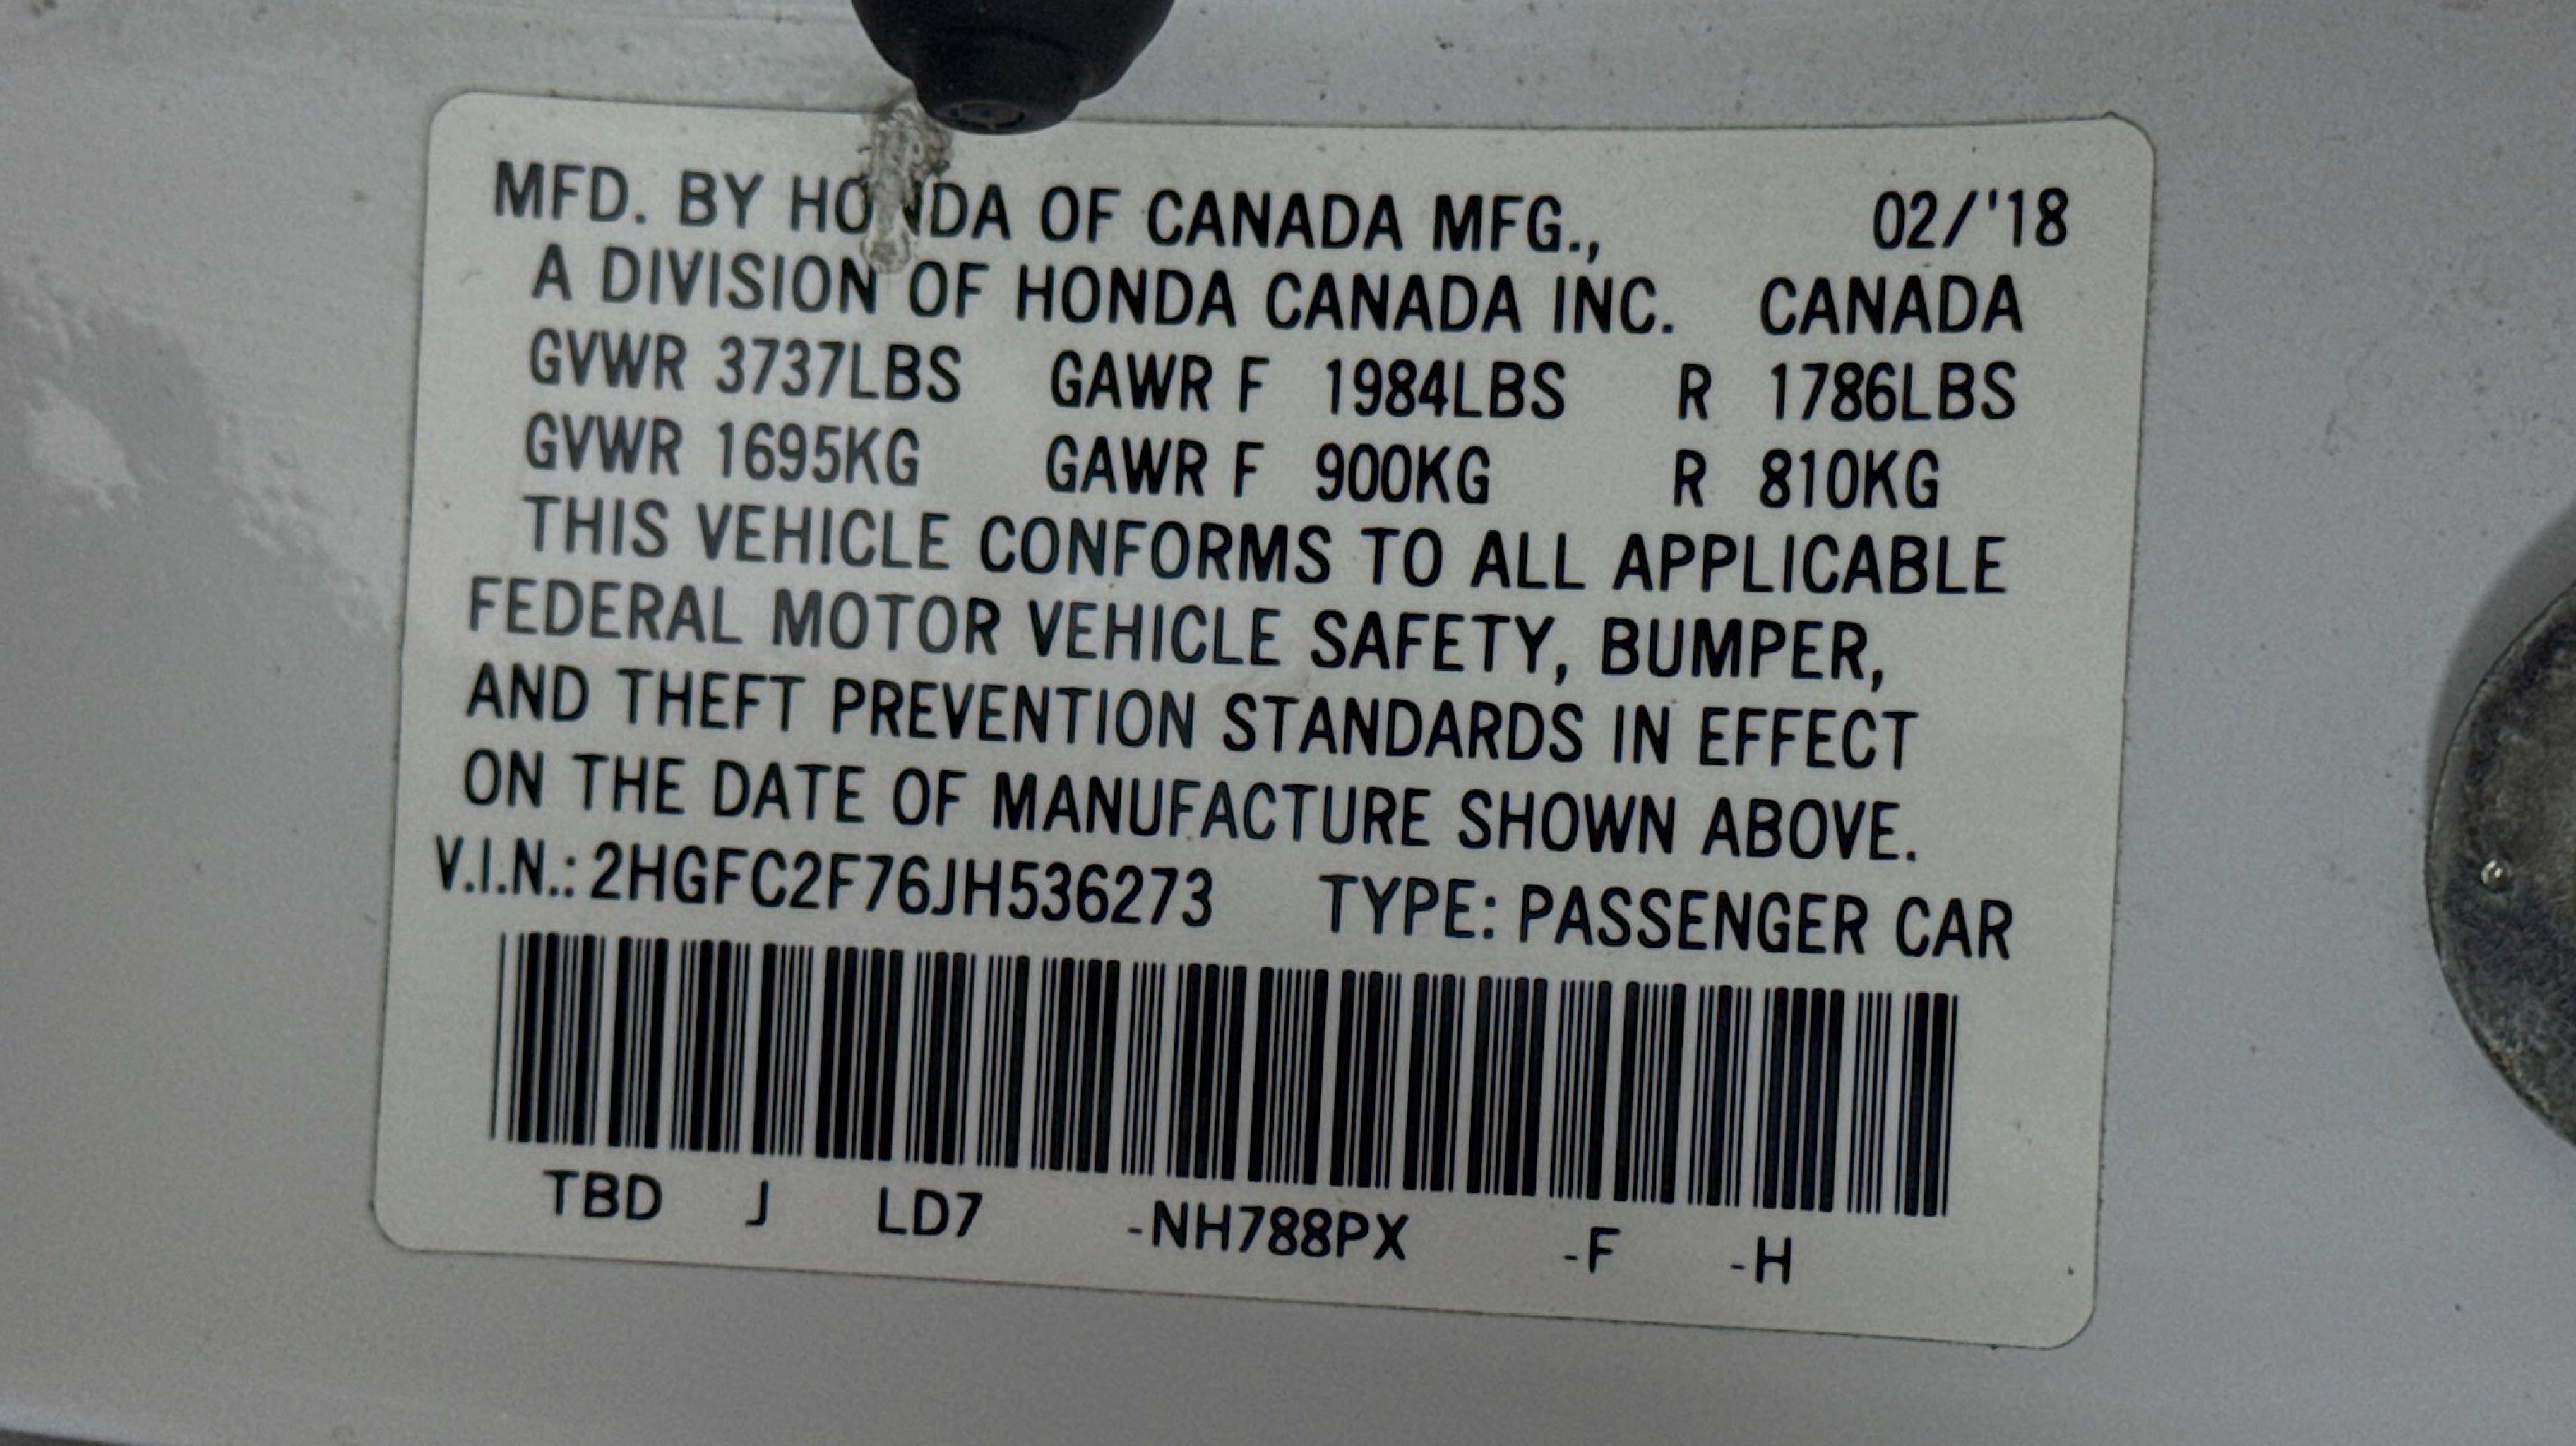 MFD. BY HONDA OF CANADA MFG., 02/'18
A DIVISION OF HONDA CANADA INC. CANADA
GVWR 3737LBS GAWR F 1984LBS R 1786LBS
GVWR 1695KG GAWR F 900KG R 810KG
THIS VEHICLE CONFORMS TO ALL APPLICABLE
FEDERAL MOTOR VEHICLE SAFETY, BUMPER,
AND THEFT PREVENTION STANDARDS IN EFFECT
ON THE DATE OF MANUFACTURE SHOWN ABOVE.
V.I.N.: 2HGFC2F76JH536273 TYPE: PASSENGER CAR
TBD J LD7 -NH788PX -F -H